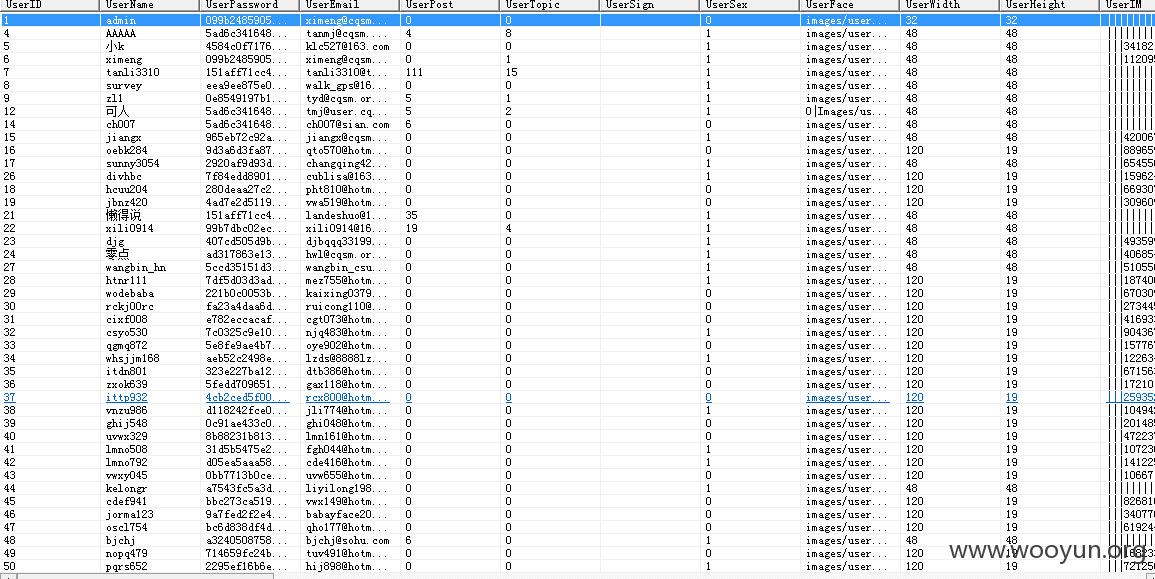 UserID UserName UserPassword UserEmail UserPost UserTopic UserSign UserSex UserFace UserWidth UserHeight UserIM
1 admin 099b2485905... ximeng@cqsm... 0 0 0 images/user... 32 32
4 AAAAA 5ad6c341648... tanmj@cqsm... 4 8 1 images/user... 48 48
5 小k 4584c0f7176... klc527@163.com 0 0 1 images/user... 48 48 |||34182
6 ximeng 099b2485905... ximeng@cqsm... 0 1 1 images/user... 48 48 |||11209
7 tanli3310 151aff71cc4... tanli3310@t... 111 15 1 images/user... 48 48
8 survey eea9ee875e0... walk_gps@16... 0 0 1 images/user... 48 48
9 zl1 0e8549197b1... tyd@cqsm.or... 5 1 1 images/user... 48 48
12 可人 5ad6c341648... tmj@user.cq... 5 2 1 0|Images/us... 48 48
14 ch007 5ad6c341648... ch007@sian.com 6 0 0 images/user... 48 48
15 jiangx 965eb72c92a... jiangx@cqsm... 0 0 1 images/user... 48 48 |||42006
16 oebk284 9d3a6d3fa87... qto570@hotm... 0 0 0 images/user... 120 19 |||88965
17 sunny3054 2920af9d93d... changqing42... 0 0 1 images/user... 48 48 |||65455
26 divhbc 7f84edd8901... cublisa@163... 0 0 0 images/user... 120 19 |||15962
18 hcuu204 280deaa27c2... pht810@hotm... 0 0 0 images/user... 120 19 |||66930
19 jbnz420 4ad7e2d5119... vwa519@hotm... 0 0 0 images/user... 120 19 |||30960
21 懒得说 151aff71cc4... landeshuo@1... 35 0 1 images/user... 48 48
22 xili0914 99b7dbc02ec... xili0914@16... 19 4 1 images/user... 48 48
23 djg 407cd505d9b... djbqqq33199... 0 0 1 images/user... 48 48 |||49359
24 零点 ad317863e13... hwl@cqsm.or... 0 0 1 images/user... 48 48 |||40685
27 wangbin_hn 5ccd35151d3... wangbin_csu... 0 0 1 images/user... 48 48 |||51055
28 htnr111 7df5d03d3ad... mez755@hotm... 0 0 1 images/user... 120 19 |||18740
29 wodebaba 221b0c0053b... kaixing0379... 0 0 0 images/user... 120 19 |||67030
30 rckj00rc fa23a4daa6d... ruicong110@... 0 0 0 images/user... 120 19 |||27344
31 cixf008 e782eccacaf... cgt073@hotm... 0 0 0 images/user... 120 19 |||41693
32 csyo530 7c0325c9e10... njq483@hotm... 0 0 1 images/user... 120 19 |||90436
33 qgmq872 5e8fe9ae4b7... oye902@hotm... 0 0 0 images/user... 120 19 |||15776
34 whsjjm168 aeb52c2498e... lzds@8888lz... 0 0 1 images/user... 120 19 |||12263
35 itdn801 323e227ba12... dtb386@hotm... 0 0 0 images/user... 120 19 |||67156
36 zxok639 5fedd709651... gax118@hotm... 0 0 0 images/user... 120 19 |||17210
37 ittp932 4cb2ced5f00... rcx800@hotm... 0 0 0 images/user... 120 19 |||25935
38 vnzu986 d118242fce0... jli774@hotm... 0 0 1 images/user... 120 19 |||10494
39 ghij548 0c91ae433c0... ghi048@hotm... 0 0 0 images/user... 120 19 |||20148
40 uvwx329 8b88231b813... lmn161@hotm... 0 0 0 images/user... 120 19 |||47223
41 lmno508 31d5b5475e2... fgh044@hotm... 0 0 1 images/user... 120 19 |||10723
42 lmno792 d05ea5aaa58... cde416@hotm... 0 0 1 images/user... 120 19 |||14122
43 vwxy045 0bb7713b0ce... uvw655@hotm... 0 0 0 images/user... 120 19 |||10667
44 kelongr a7543fc5a3d... liyilong198... 0 0 1 images/user... 48 48
45 cdef941 bbc273ca519... vwx149@hotm... 0 0 0 images/user... 120 19 |||82681
46 jorma123 9a7fed2f2e4... babayface20... 0 0 0 images/user... 120 19 |||34077
47 oscl754 bc6d838df4d... qho177@hotm... 0 0 0 images/user... 120 19 |||61924
48 bjchj a3240508758... bjchj@sohu.com 6 0 0 images/user... 48 48
49 nopq479 714659fc24b... tuv491@hotm... 0 0 0 images/user... 120 19
50 pqrs652 2295ef16b6e... hij898@hotm... 0 0 0 images/user... 120 19 |||72125
www.wooyun.org